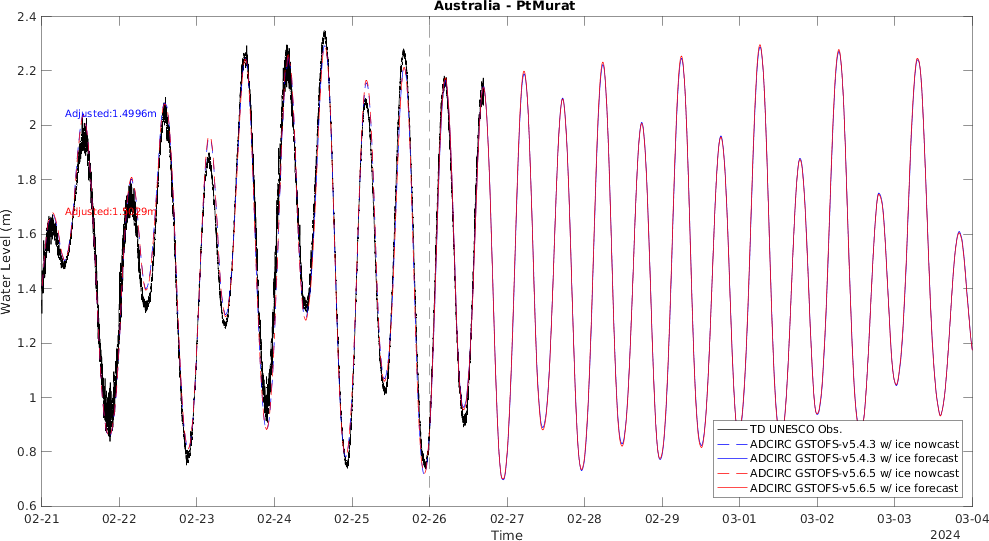 Australia - PtMurat
2.4
2.2
2
1.8
1.6
1.4
1.2
1
0.8
0.6
Water Level (m)
Adjusted:1.4996m
02-21
02-22
02-23
02-24
02-25
02-26
02-27
02-28
02-29
03-01
03-02
03-03
03-04
Time
2024
TD UNESCO Obs.
ADCIRC GSTOFS-v5.4.3 w/ ice nowcast
ADCIRC GSTOFS-v5.4.3 w/ ice forecast
ADCIRC GSTOFS-v5.6.5 w/ ice nowcast
ADCIRC GSTOFS-v5.6.5 w/ ice forecast